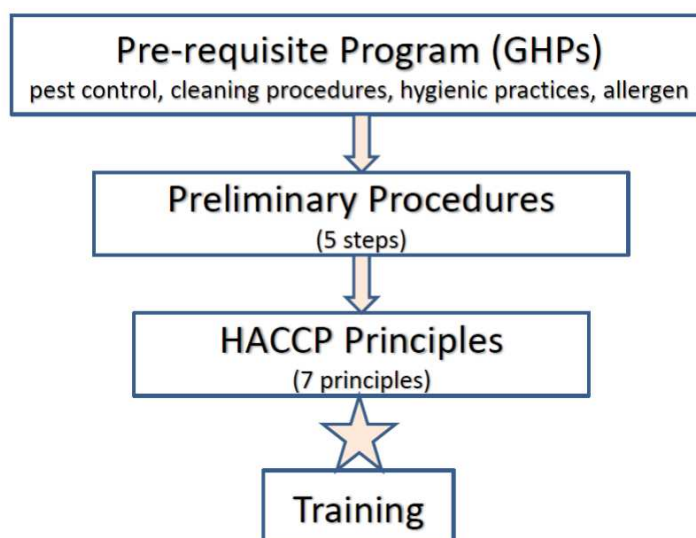 Pre-requisite Program (GHPs)
pest control, cleaning procedures, hygienic practices, allergen
Preliminary Procedures
(5 steps)
HACCP Principles
(7 principles)
Training